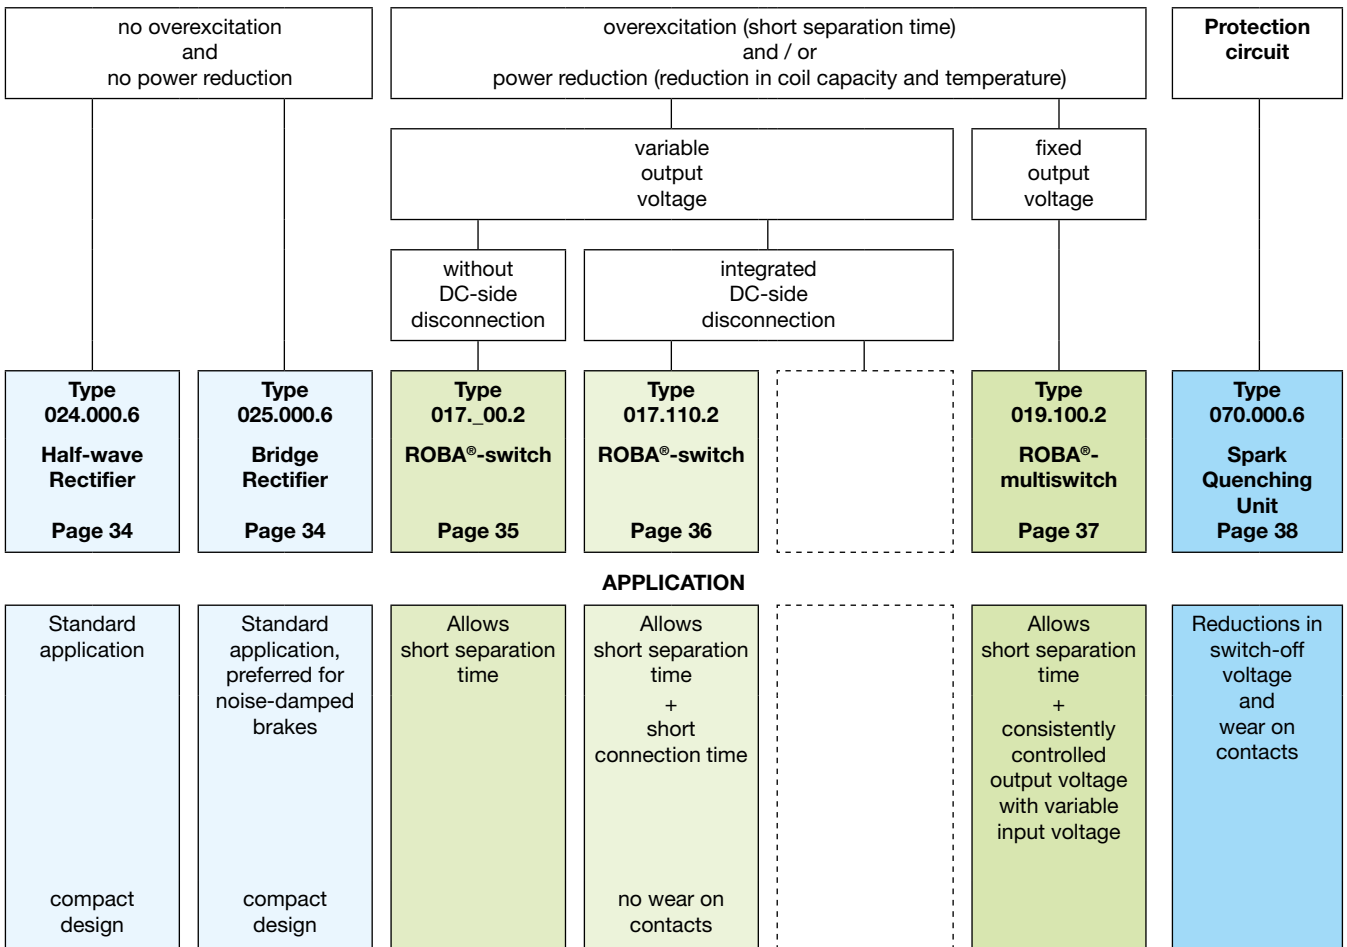 no overexcitation
and
no power reduction
overexcitation (short separation time)
and / or
power reduction (reduction in coil capacity and temperature)
Protection
circuit
variable
output
voltage
fixed
output
voltage
without
DC-side
disconnection
integrated
DC-side
disconnection
Type
024.000.6
Half-wave
Rectifier
Page 34
Type
025.000.6
Bridge
Rectifier
Page 34
Type
017._00.2
ROBA®-switch
Page 35
Type
017.110.2
ROBA®-switch
Page 36
Type
019.100.2
ROBA®-
multiswitch
Page 37
Type
070.000.6
Spark
Quenching
Unit
Page 38
APPLICATION
Standard
application
compact
design
Standard
application,
preferred for
noise-damped
brakes
compact
design
Allows
short separation
time
Allows
short separation
time
+
short
connection time
no wear on
contacts
Allows
short separation
time
+
consistently
controlled
output voltage
with variable
input voltage
Reductions in
switch-off
voltage
and
wear on
contacts